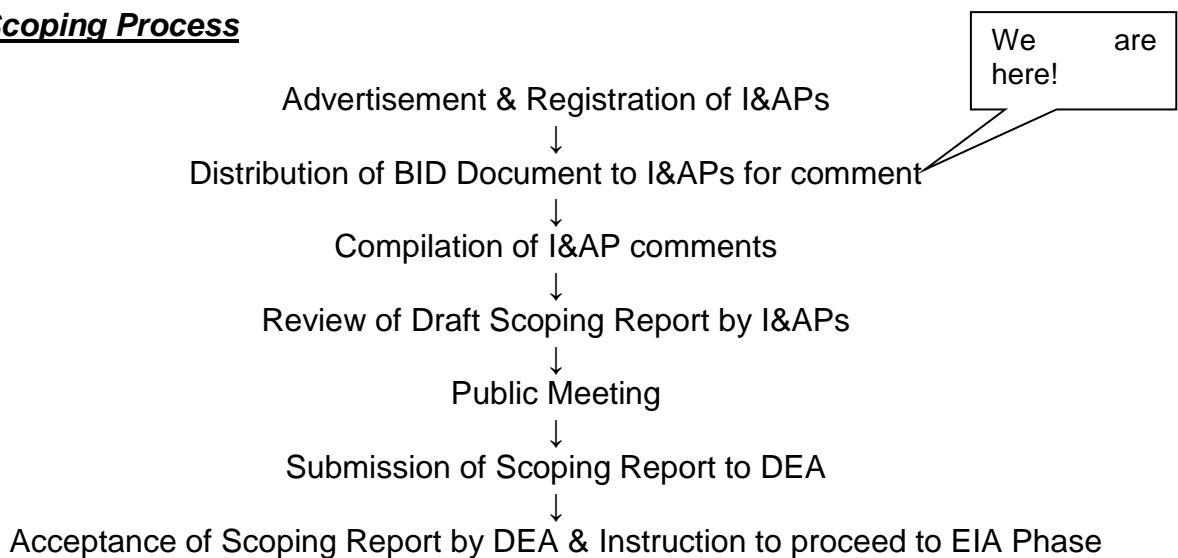 Scoping Process
We are
here!
Advertisement & Registration of I&APs
↓
Distribution of BID Document to I&APs for comment
↓
Compilation of I&AP comments
↓
Review of Draft Scoping Report by I&APs
↓
Public Meeting
↓
Submission of Scoping Report to DEA
↓
Acceptance of Scoping Report by DEA & Instruction to proceed to EIA Phase